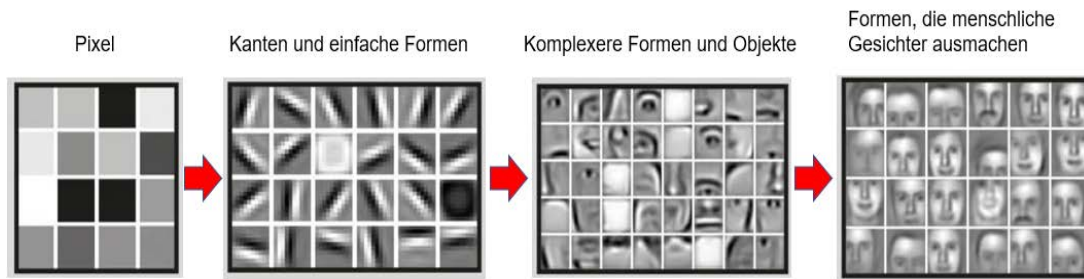 Pixel
Kanten und einfache Formen
Komplexere Formen und Objekte
Formen, die menschliche
Gesichter ausmachen